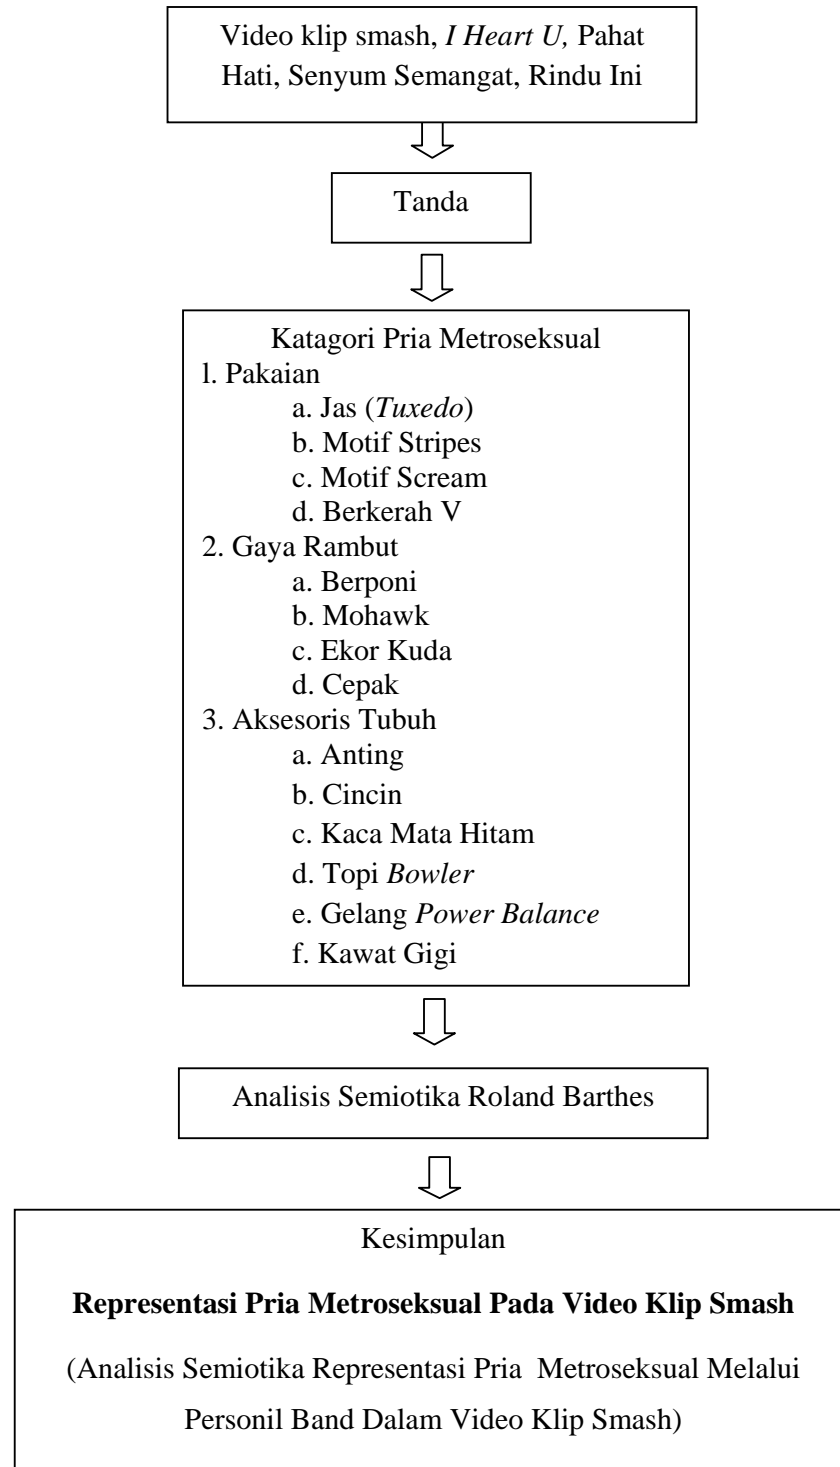 Video klip smash, I Heart U, Pahat
Hati, Senyum Semangat, Rindu Ini
Tanda
Katagori Pria Metroseksual
l. Pakaian
a. Jas (Tuxedo)
b. Motif Stripes
c. Motif Scream
d. Berkerah V
2. Gaya Rambut
a. Berponi
b. Mohawk
c. Ekor Kuda
d. Cepak
3. Aksesoris Tubuh
a. Anting
b. Cincin
c. Kaca Mata Hitam
d. Topi Bowler
e. Gelang Power Balance
f. Kawat Gigi
Analisis Semiotika Roland Barthes
Kesimpulan
Representasi Pria Metroseksual Pada Video Klip Smash
(Analisis Semiotika Representasi Pria Metroseksual Melalui
Personil Band Dalam Video Klip Smash)